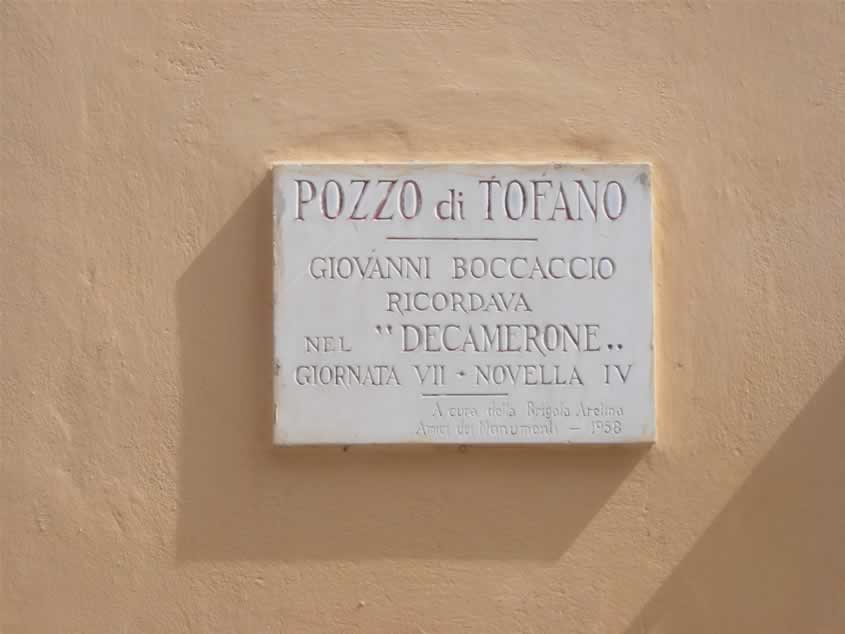 POZZO di TOFANO
GIOVANNI BOCCACCIO
RICORDAVA
NEL "DECAMERONE"
GIORNATA VII - NOVELLA IV
A cura della Brigata Aretina
Amici dei Monumenti - 1958